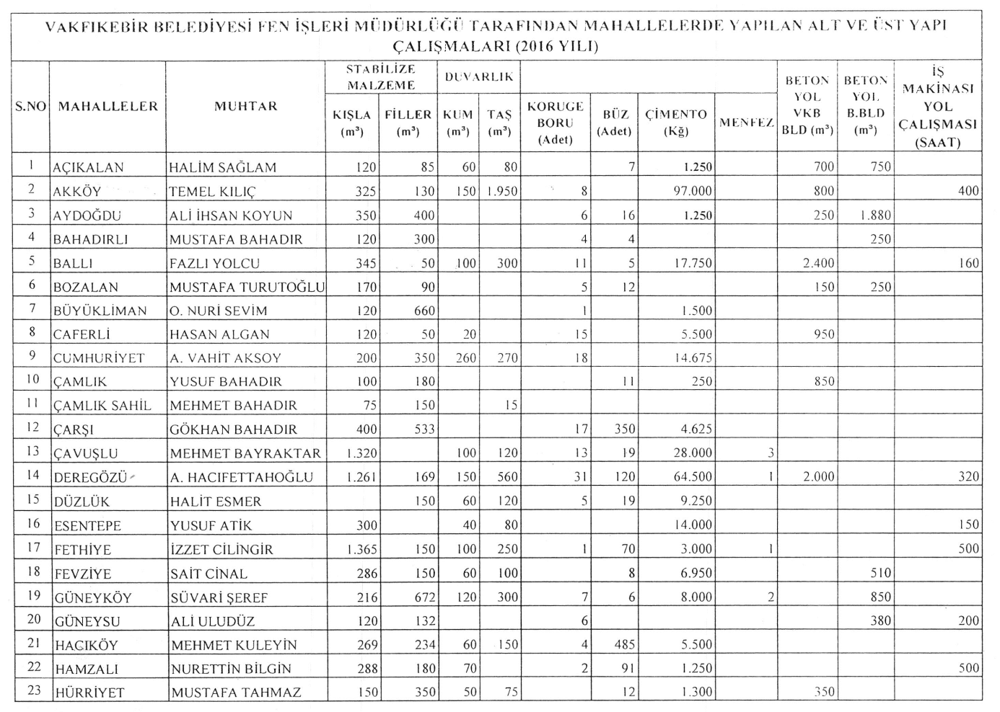 VAKFIKEBİR BELEDİYESİ FEN İŞLERİ MÜDÜRLÜĞÜ TARAFINDAN MAHALLELERDE YAPILAN ALT VE ÜST YAPI
ÇALIŞMALARI (2016 YILI)
S.NO MAHALLELER MUHTAR STABİLİZE MALZEME DUVARLIK BETON YOL VKB BLD (m³) BETON YOL B.BLD (m³) İŞ MAKİNASI YOL ÇALIŞMASI (SAAT)
KIŞLA (m³) FİLLER (m³) KUM (m³) TAŞ (m³) KORUGE BORU (Adet) BÜZ (Adet) ÇİMENTO (Kğ) MENFEZ
1 AÇIKALAN HALİM SAĞLAM 120 85 60 80 7 1.250 700 750
2 AKKÖY TEMEL KILIÇ 325 130 150 1.950 8 97.000 800 400
3 AYDOĞDU ALİ İHSAN KOYUN 350 400 6 16 1.250 250 1.880
4 BAHADIRLI MUSTAFA BAHADIR 120 300 4 4 250
5 BALLI FAZLI YOLCU 345 50 100 300 11 5 17.750 2.400 160
6 BOZALAN MUSTAFA TURUTOĞLU 170 90 5 12 150 250
7 BÜYÜKLİMAN O. NURİ SEVİM 120 660 1 1.500
8 CAFERLİ HASAN ALGAN 120 50 20 15 5.500 950
9 CUMHURİYET A. VAHİT AKSOY 200 350 260 270 18 14.675
10 ÇAMLIK YUSUF BAHADIR 100 180 11 250 850
11 ÇAMLIK SAHİL MEHMET BAHADIR 75 150 15
12 ÇARŞI GÖKHAN BAHADIR 400 533 17 350 4.625
13 ÇAVUŞLU MEHMET BAYRAKTAR 1.320 100 120 13 19 28.000 3
14 DEREGÖZÜ A. HACIFETTAHOĞLU 1.261 169 150 560 31 120 64.500 1 2.000 320
15 DÜZLÜK HALİT ESMER 150 60 120 5 19 9.250
16 ESENTEPE YUSUF ATİK 300 40 80 14.000 150
17 FETHİYE İZZET CİLİNGİR 1.365 150 100 250 1 70 3.000 1 500
18 FEVZİYE SAİT CİNAL 286 150 60 100 8 6.950 510
19 GÜNEYKÖY SÜVARİ ŞEREF 216 672 120 300 7 6 8.000 2 850
20 GÜNEYSU ALİ ULUDÜZ 120 132 6 380 200
21 HACIKÖY MEHMET KULEYİN 269 234 60 150 4 485 5.500
22 HAMZALI NURETTİN BİLGİN 288 180 70 2 91 1.250 500
23 HÜRRİYET MUSTAFA TAHMAZ 150 350 50 75 12 1.300 350